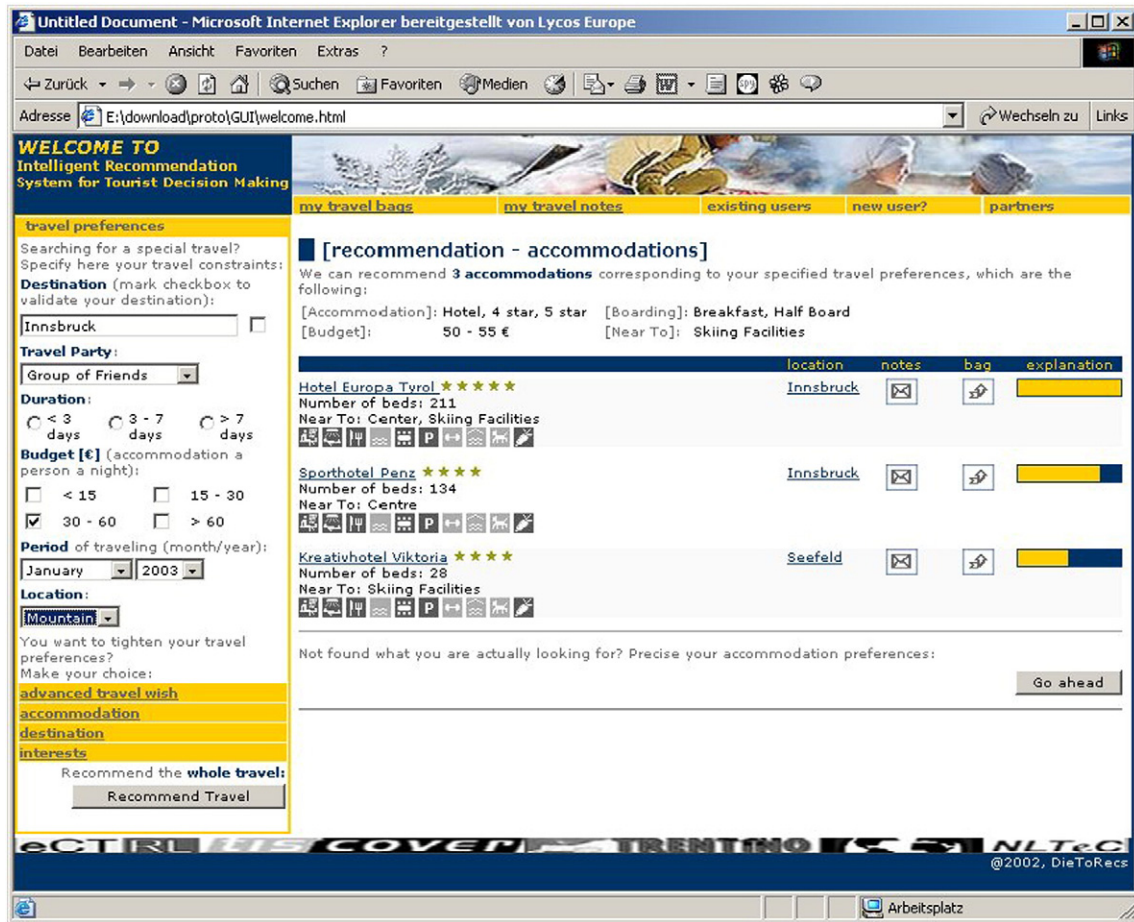 Untitled Document - Microsoft Internet Explorer bereitgestellt von Lycos Europe
Datei Bearbeiten Ansicht Favoriten Extras ?
Zurück Suchen Favoriten Medien
Adresse E:\download\proto\GUI\welcome.html Wechseln zu Links
WELCOME TO
Intelligent Recommendation
System for Tourist Decision Making
my travel bags my travel notes existing users new user? partners
travel preferences
Searching for a special travel?
Specify here your travel constraints:
Destination (mark checkbox to
validate your destination):
Innsbruck
Travel Party:
Group of Friends
Duration:
< 3 days 3 - 7 days > 7 days
Budget [€] (accommodation a
person a night):
< 15 15 - 30
30 - 60 > 60
Period of traveling (month/year):
January 2003
Location:
Mountain
You want to tighten your travel
preferences?
Make your choice:
advanced travel wish
accommodation
destination
interests
Recommend the whole travel:
Recommend Travel
[recommendation - accommodations]
We can recommend 3 accommodations corresponding to your specified travel preferences, which are the
following:
[Accommodation]: Hotel, 4 star, 5 star [Boarding]: Breakfast, Half Board
[Budget]: 50 - 55 € [Near To]: Skiing Facilities
location notes bag explanation
Hotel Europa Tyrol ★★★★★ Innsbruck
Number of beds: 211
Near To: Center, Skiing Facilities
P
Sporthotel Penz ★★★★ Innsbruck
Number of beds: 134
Near To: Centre
P
Kreativhotel Viktoria ★★★★ Seefeld
Number of beds: 28
Near To: Skiing Facilities
P
Not found what you are actually looking for? Precise your accommodation preferences:
Go ahead
eCT RL TIS COVER TRENTINO NLTeC
@2002, DieToRecs
Arbeitsplatz